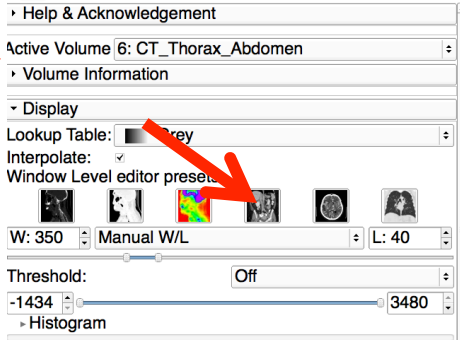 Help & Acknowledgement
Active Volume 6: CT_Thorax_Abdomen
Volume Information
Display
Lookup Table: Grey
Interpolate:
Window Level editor presets
W: 350 Manual W/L L: 40
Threshold: Off
-1434 3480
Histogram